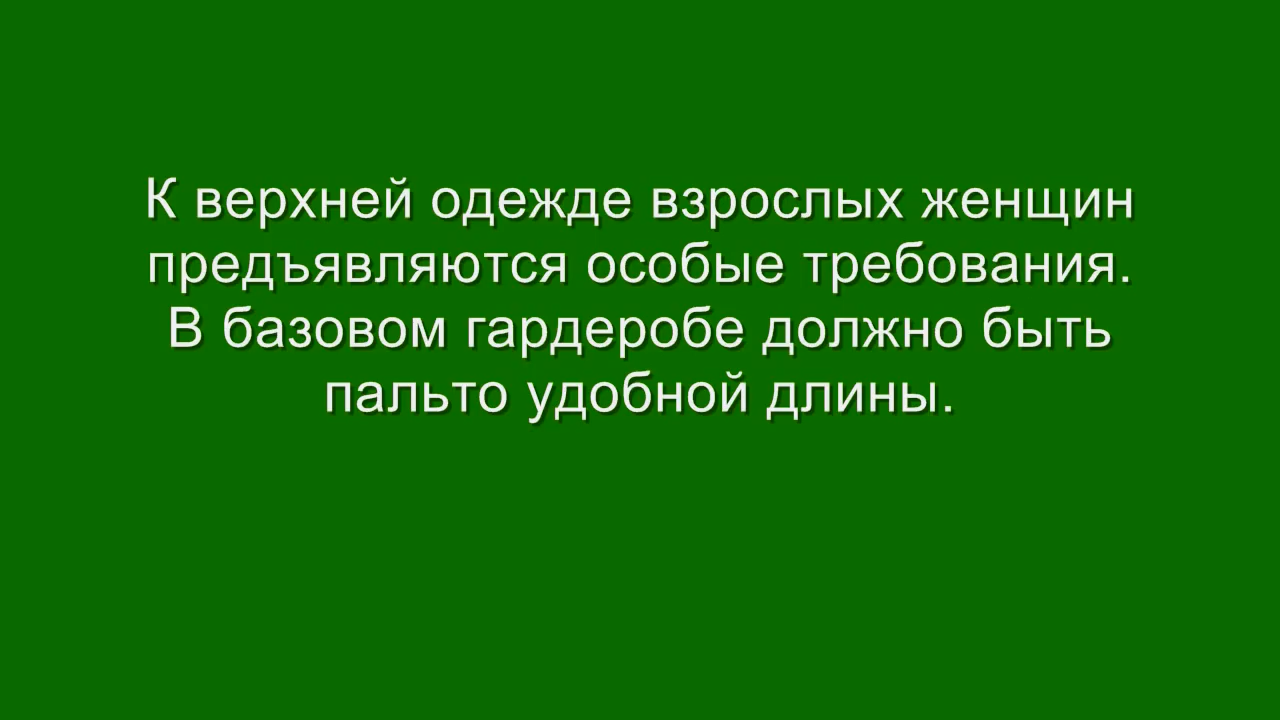 К верхней одежде взрослых женщин
предъявляются особые требования.
В базовом гардеробе должно быть
пальто удобной длины.